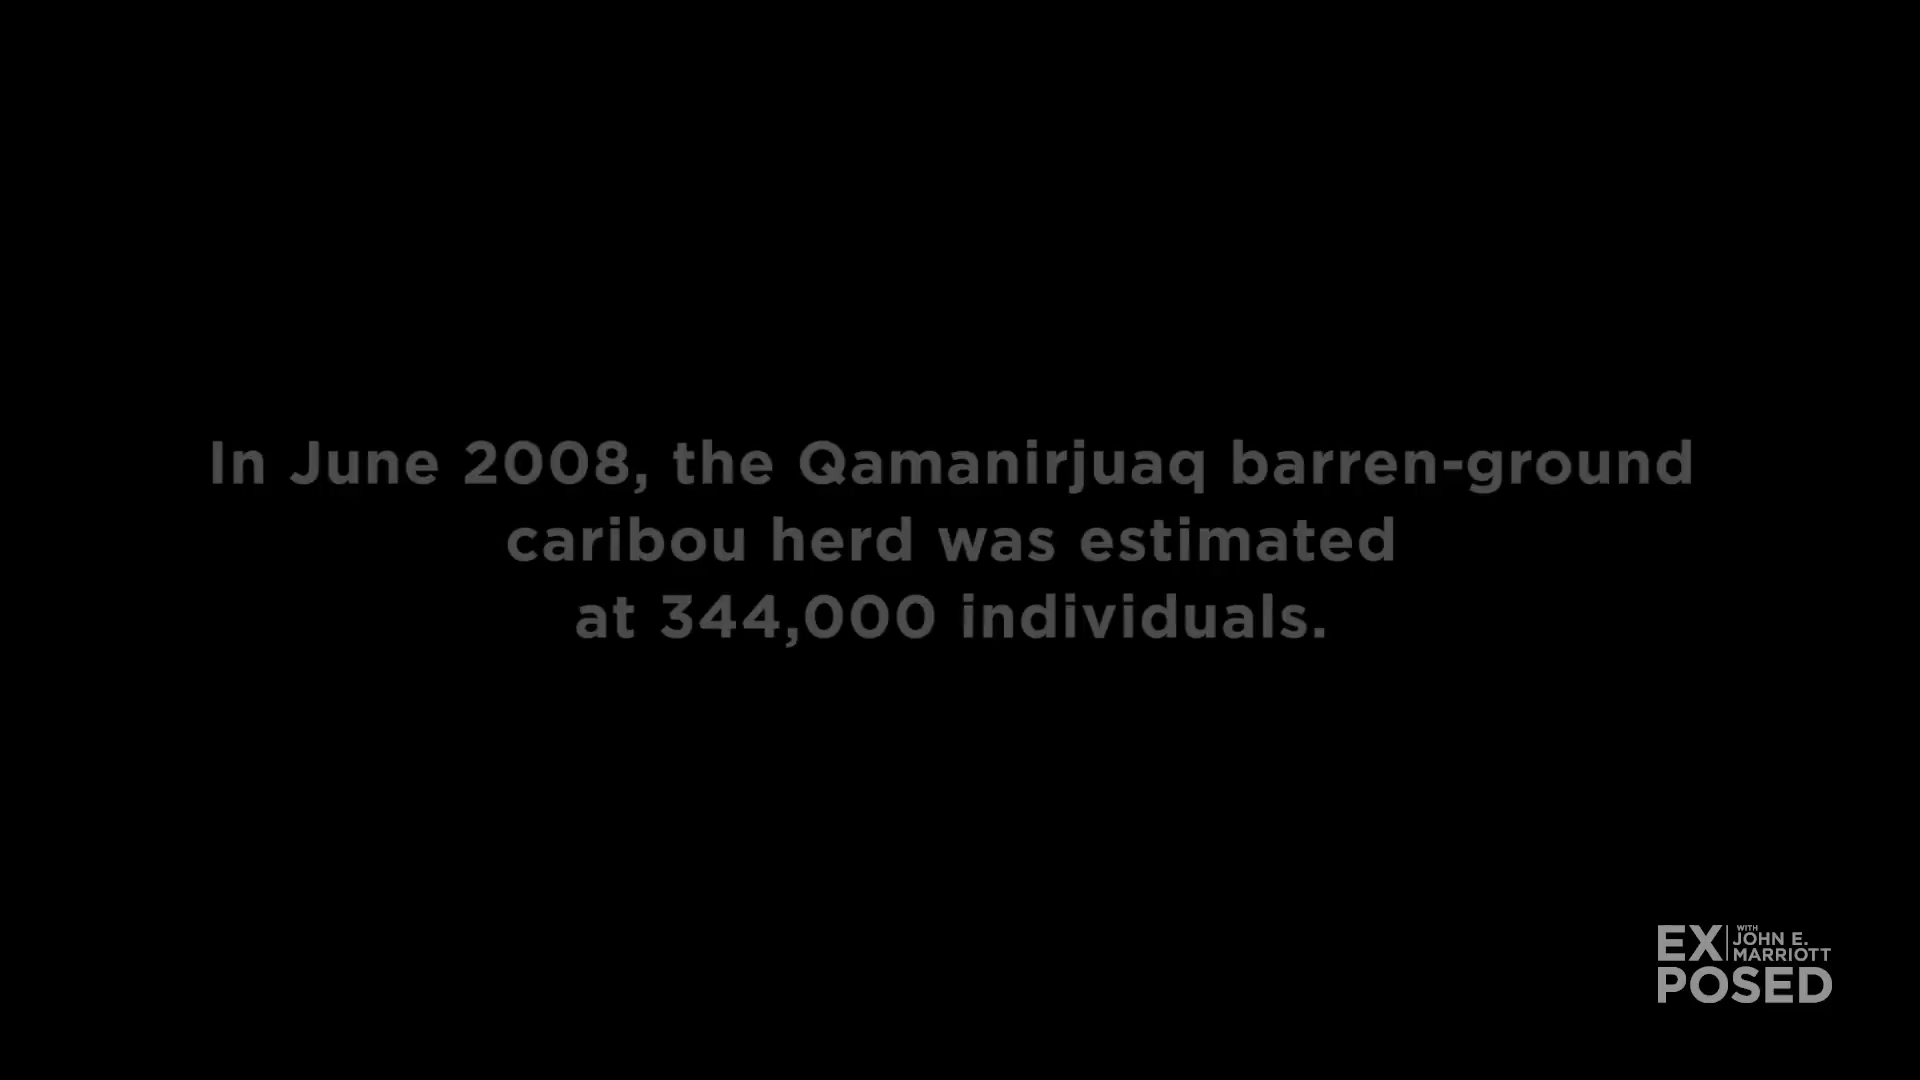 In June 2008, the Qamanirjuaq barren-ground
caribou herd was estimated
at 344,000 individuals.
EX WITH JOHN E. MARRIOTT
POSED